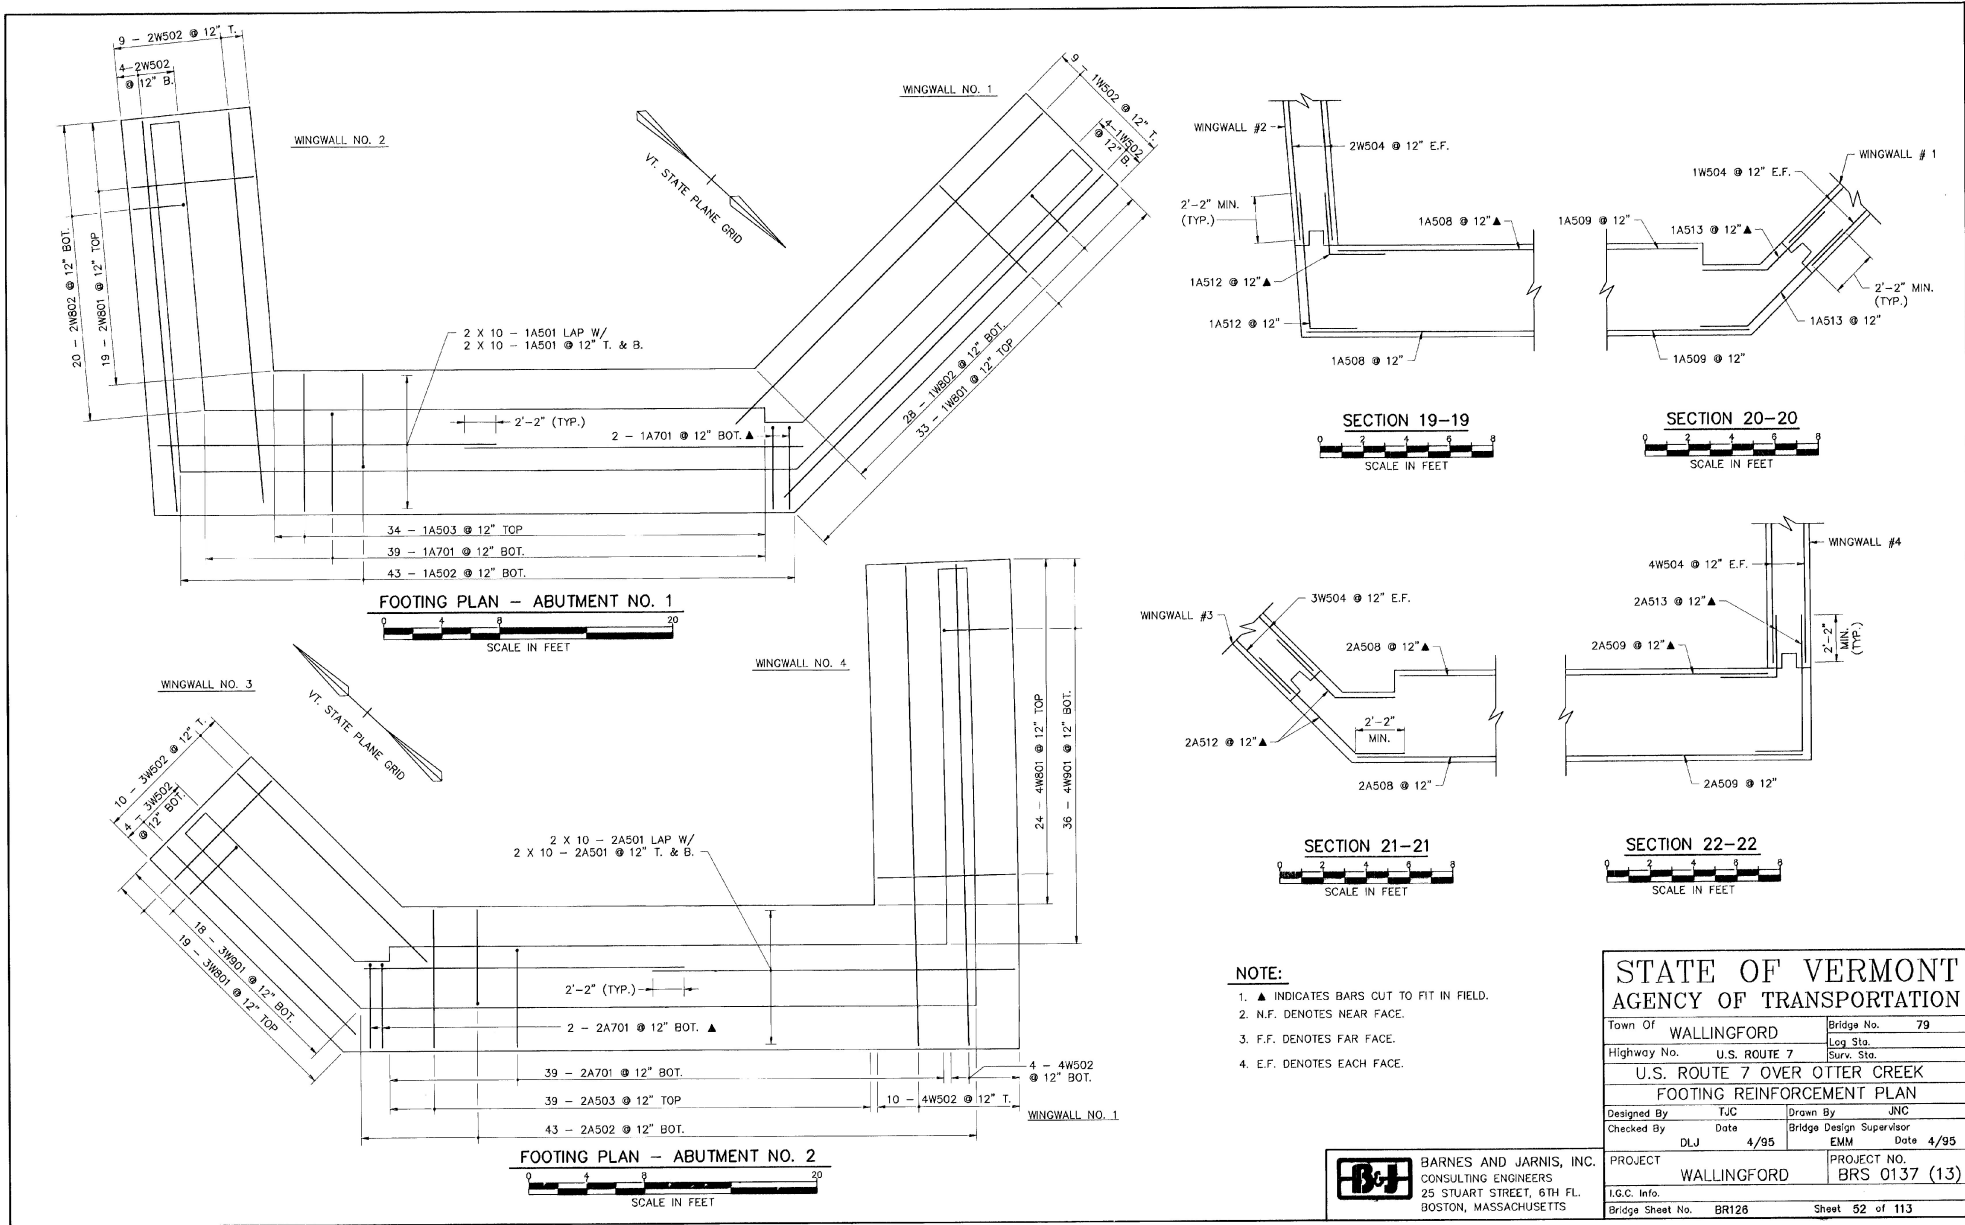 9 - 2W502 @ 12" T.
4-2W502
@ 12" B.
WINGWALL NO. 2
20 - 2W802 @ 12" BOT.
19 - 2W801 @ 12" TOP
VT. STATE PLANE GRID
WINGWALL NO. 1
9 - 1W502 @ 12" T.
4-1W502
@ 12" B.
2 X 10 - 1A501 LAP W/
2 X 10 - 1A501 @ 12" T. & B.
2'-2" (TYP.)
2 - 1A701 @ 12" BOT. ▲
28 - 1W802 @ 12" BOT.
33 - 1W801 @ 12" TOP
34 - 1A503 @ 12" TOP
39 - 1A701 @ 12" BOT.
43 - 1A502 @ 12" BOT.
FOOTING PLAN - ABUTMENT NO. 1
0 4 8 20
SCALE IN FEET
WINGWALL #2
2W504 @ 12" E.F.
2'-2" MIN.
(TYP.)
1A508 @ 12" ▲
1A512 @ 12" ▲
1A512 @ 12"
1A508 @ 12"
SECTION 19-19
0 2 4 6 8
SCALE IN FEET
WINGWALL # 1
1W504 @ 12" E.F.
1A509 @ 12"
1A513 @ 12" ▲
2'-2" MIN.
(TYP.)
1A513 @ 12"
1A509 @ 12"
SECTION 20-20
0 2 4 6 8
SCALE IN FEET
WINGWALL NO. 3
VT. STATE PLANE GRID
WINGWALL NO. 4
10 - 3W502 @ 12" T.
4 - 3W502
@ 12" BOT.
18 - 3W901 @ 12" BOT.
19 - 3W801 @ 12" TOP
2 X 10 - 2A501 LAP W/
2 X 10 - 2A501 @ 12" T. & B.
24 - 4W801 @ 12" TOP
36 - 4W901 @ 12" BOT.
2'-2" (TYP.)
2 - 2A701 @ 12" BOT. ▲
39 - 2A701 @ 12" BOT.
4 - 4W502
@ 12" BOT.
39 - 2A503 @ 12" TOP
10 - 4W502 @ 12" T.
WINGWALL NO. 1
43 - 2A502 @ 12" BOT.
FOOTING PLAN - ABUTMENT NO. 2
0 4 8 20
SCALE IN FEET
WINGWALL #3
3W504 @ 12" E.F.
2A508 @ 12" ▲
2'-2"
MIN.
2A512 @ 12" ▲
2A508 @ 12"
SECTION 21-21
0 2 4 6 8
SCALE IN FEET
WINGWALL #4
4W504 @ 12" E.F.
2A513 @ 12" ▲
2A509 @ 12" ▲
2'-2"
MIN.
(TYP.)
2A509 @ 12"
SECTION 22-22
0 2 4 6 8
SCALE IN FEET
NOTE:
1. ▲ INDICATES BARS CUT TO FIT IN FIELD.
2. N.F. DENOTES NEAR FACE.
3. F.F. DENOTES FAR FACE.
4. E.F. DENOTES EACH FACE.
B&J
BARNES AND JARNIS, INC.
CONSULTING ENGINEERS
25 STUART STREET, 6TH FL.
BOSTON, MASSACHUSETTS
STATE OF VERMONT
AGENCY OF TRANSPORTATION
Town Of WALLINGFORD Bridge No. 79
Log Sta.
Highway No. U.S. ROUTE 7 Surv. Sta.
U.S. ROUTE 7 OVER OTTER CREEK
FOOTING REINFORCEMENT PLAN
Designed By TJC Drawn By JNC
Checked By Date Bridge Design Supervisor
DLJ 4/95 EMM Date 4/95
PROJECT PROJECT NO.
WALLINGFORD BRS 0137 (13)
I.G.C. Info.
Bridge Sheet No. BR126 Sheet 52 of 113